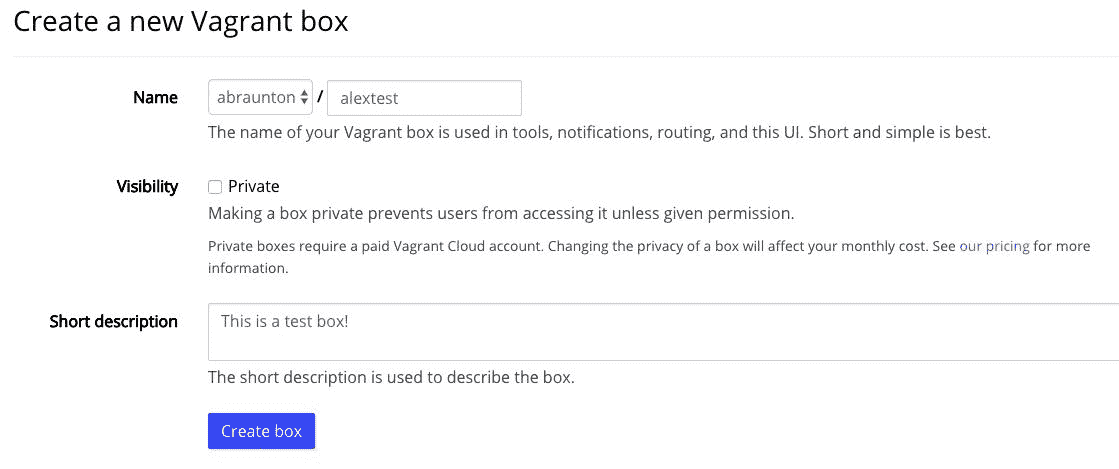 Create a new Vagrant box
Name abraunton / alextest
The name of your Vagrant box is used in tools, notifications, routing, and this UI. Short and simple is best.
Visibility Private
Making a box private prevents users from accessing it unless given permission.
Private boxes require a paid Vagrant Cloud account. Changing the privacy of a box will affect your monthly cost. See our pricing for more
information.
Short description This is a test box!
The short description is used to describe the box.
Create box